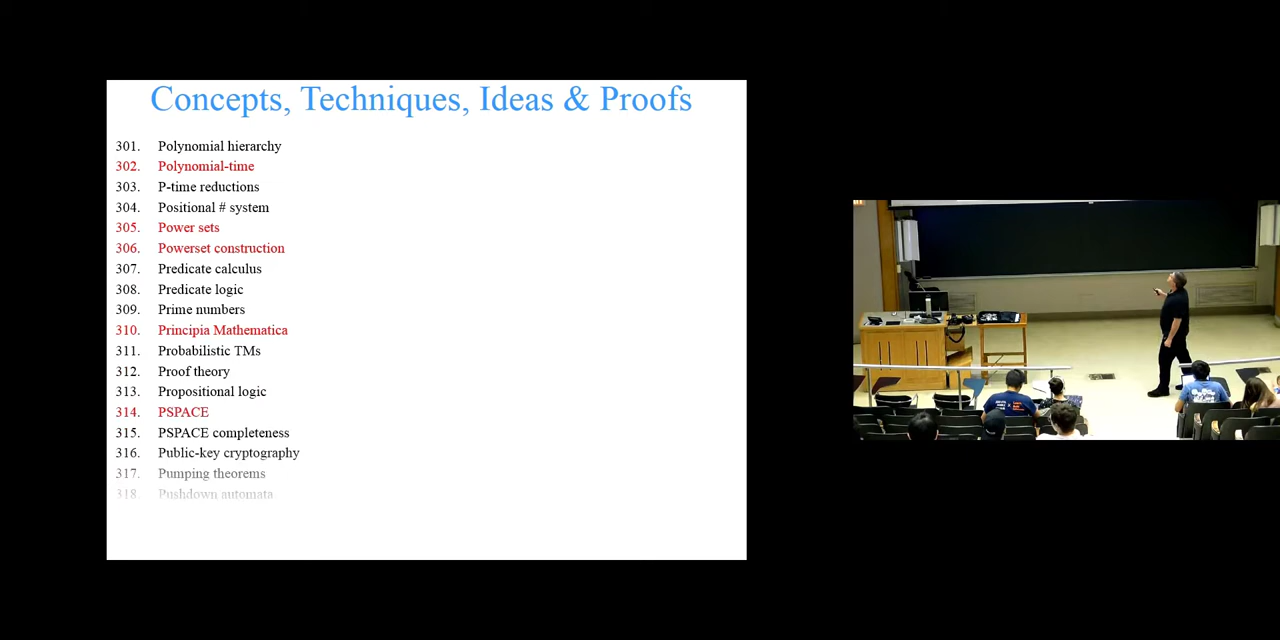 Concepts, Techniques, Ideas & Proofs
301. Polynomial hierarchy
302. Polynomial-time
303. P-time reductions
304. Positional # system
305. Power sets
306. Powerset construction
307. Predicate calculus
308. Predicate logic
309. Prime numbers
310. Principia Mathematica
311. Probabilistic TMs
312. Proof theory
313. Propositional logic
314. PSPACE
315. PSPACE completeness
316. Public-key cryptography
317. Pumping theorems
318. Pushdown automata